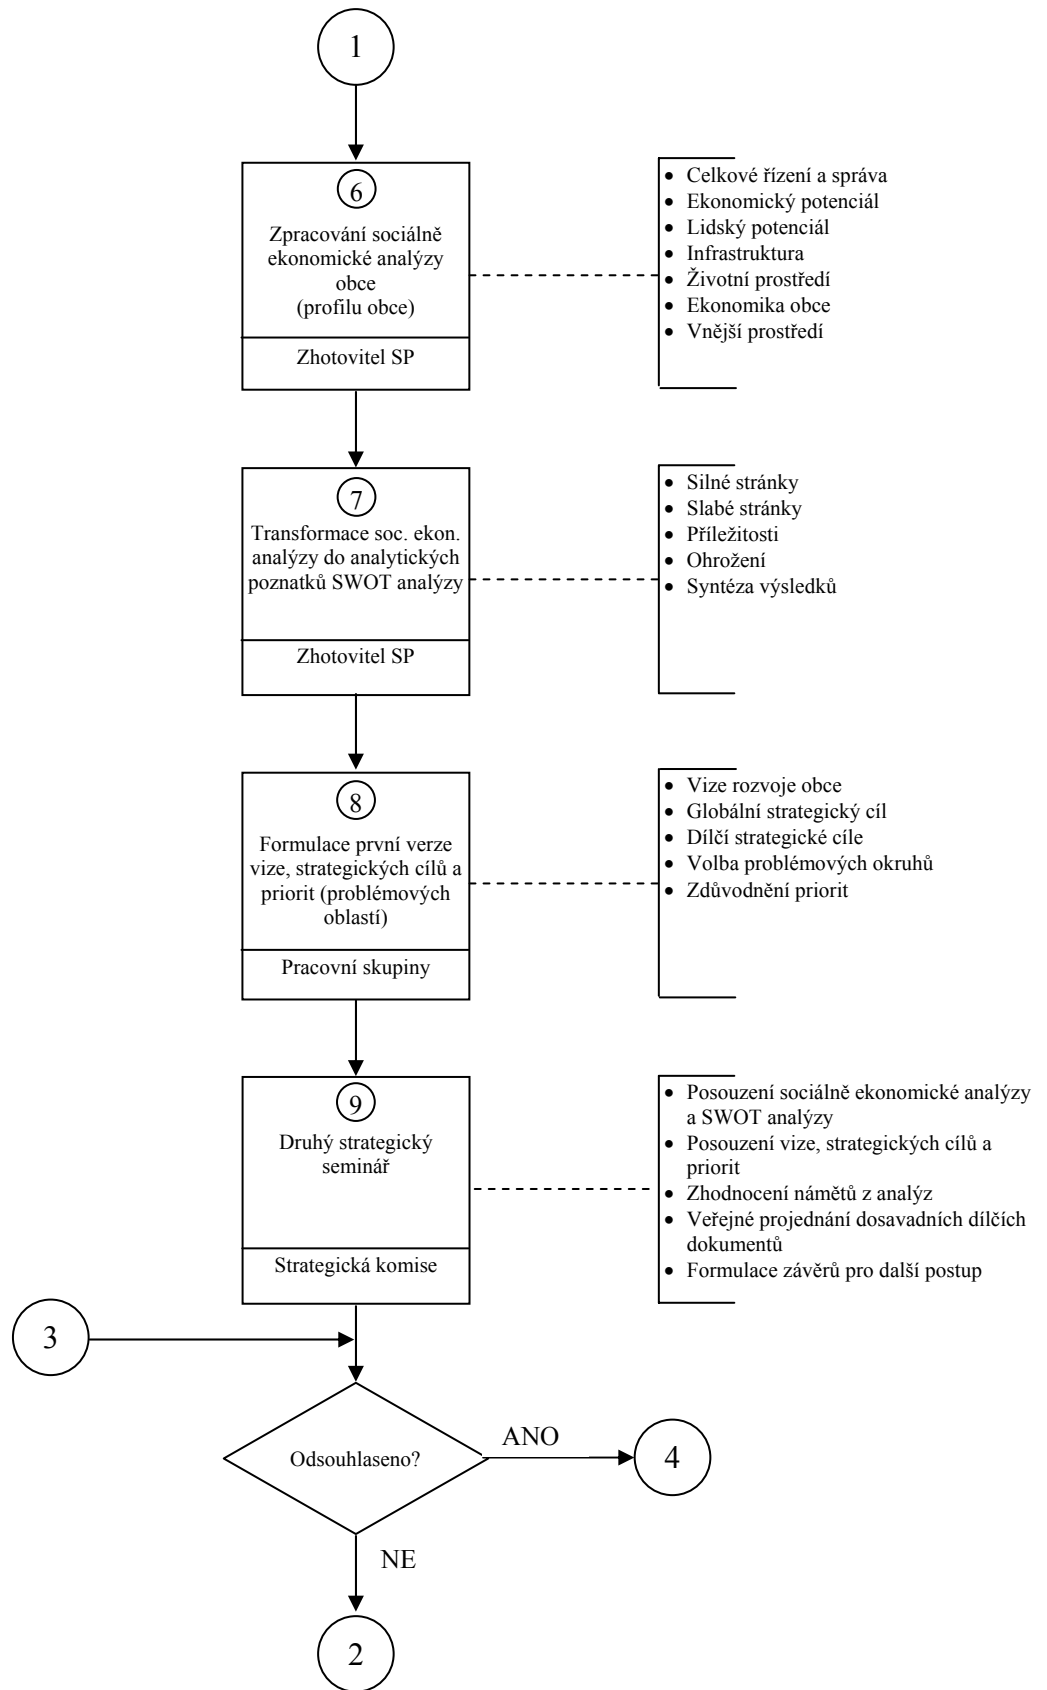 1
6
Zpracování sociálně
ekonomické analýzy
obce
(profilu obce)
Zhotovitel SP
• Celkové řízení a správa
• Ekonomický potenciál
• Lidský potenciál
• Infrastruktura
• Životní prostředí
• Ekonomika obce
• Vnější prostředí
7
Transformace soc. ekon.
analýzy do analytických
poznatků SWOT analýzy
Zhotovitel SP
• Silné stránky
• Slabé stránky
• Příležitosti
• Ohrožení
• Syntéza výsledků
8
Formulace první verze
vize, strategických cílů a
priorit (problémových
oblastí)
Pracovní skupiny
• Vize rozvoje obce
• Globální strategický cíl
• Dílčí strategické cíle
• Volba problémových okruhů
• Zdůvodnění priorit
9
Druhý strategický
seminář
Strategická komise
• Posouzení sociálně ekonomické analýzy
a SWOT analýzy
• Posouzení vize, strategických cílů a
priorit
• Zhodnocení námětů z analýz
• Veřejné projednání dosavadních dílčích
dokumentů
• Formulace závěrů pro další postup
3
Odsouhlaseno?
ANO
4
NE
2